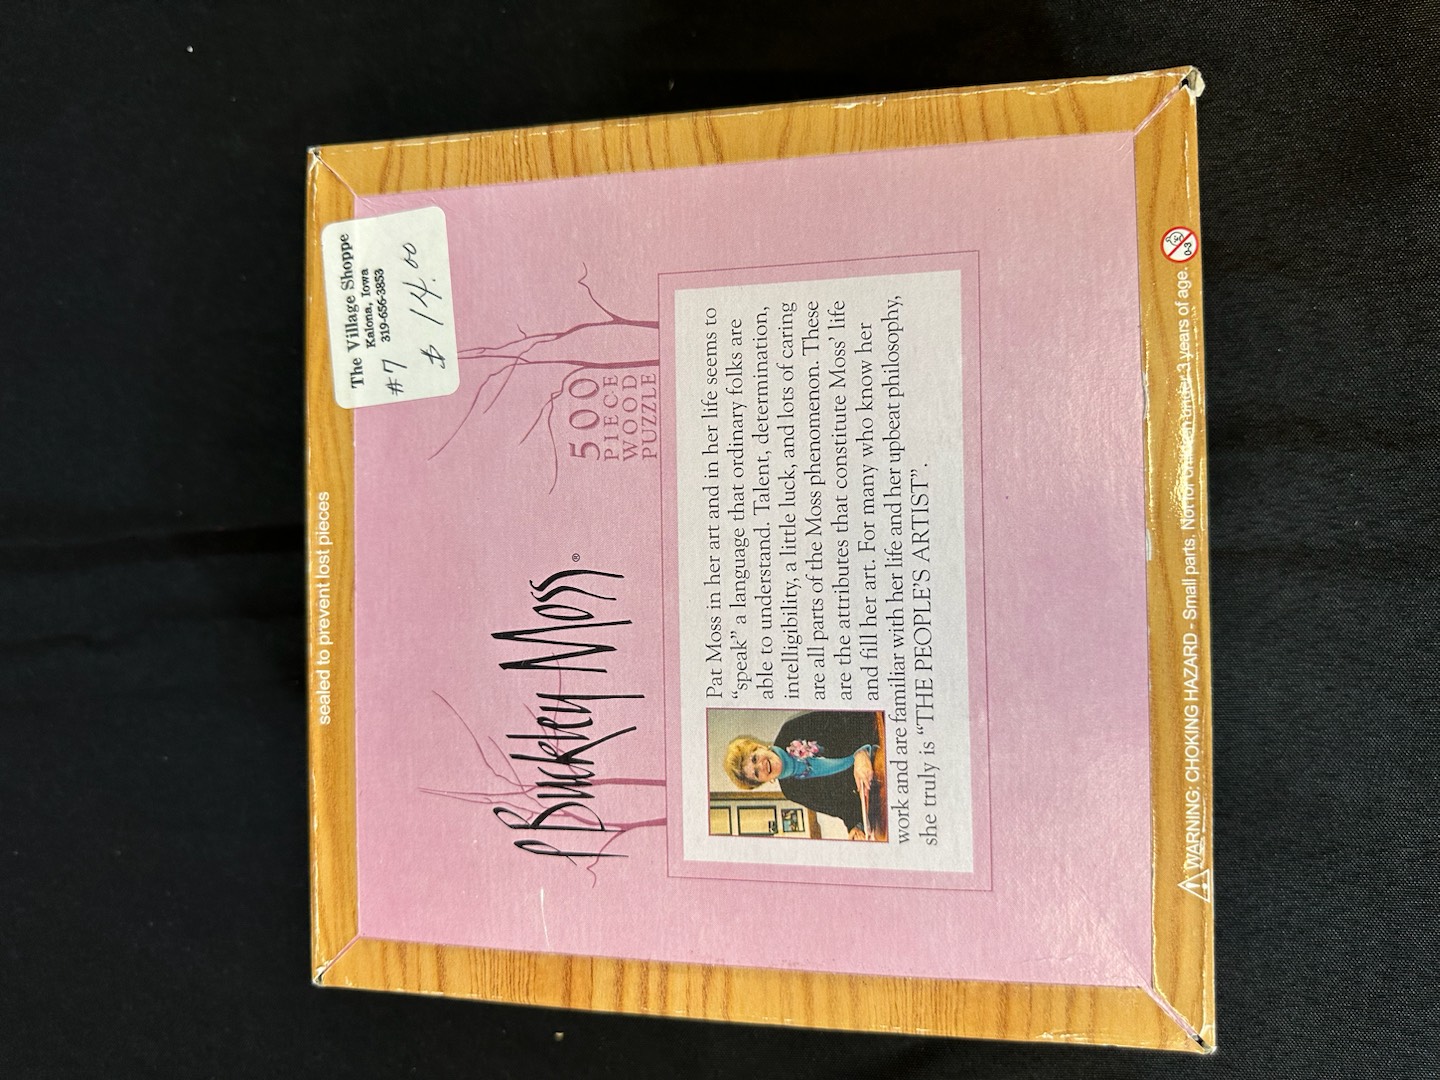 sealed to prevent lost pieces
The Village Shoppe
Kalona, Iowa
319-656-3853
#7
$ 14.00
P Buckley Moss®
500
PIECE
WOOD
PUZZLE
Pat Moss in her art and in her life seems to
“speak” a language that ordinary folks are
able to understand. Talent, determination,
intelligibility, a little luck, and lots of caring
are all parts of the Moss phenomenon. These
are the attributes that constitute Moss’ life
and fill her art. For many who know her
work and are familiar with her life and her upbeat philosophy,
she truly is “THE PEOPLE’S ARTIST”.
WARNING: CHOKING HAZARD - Small parts. Not for children under 3 years of age.
0-3